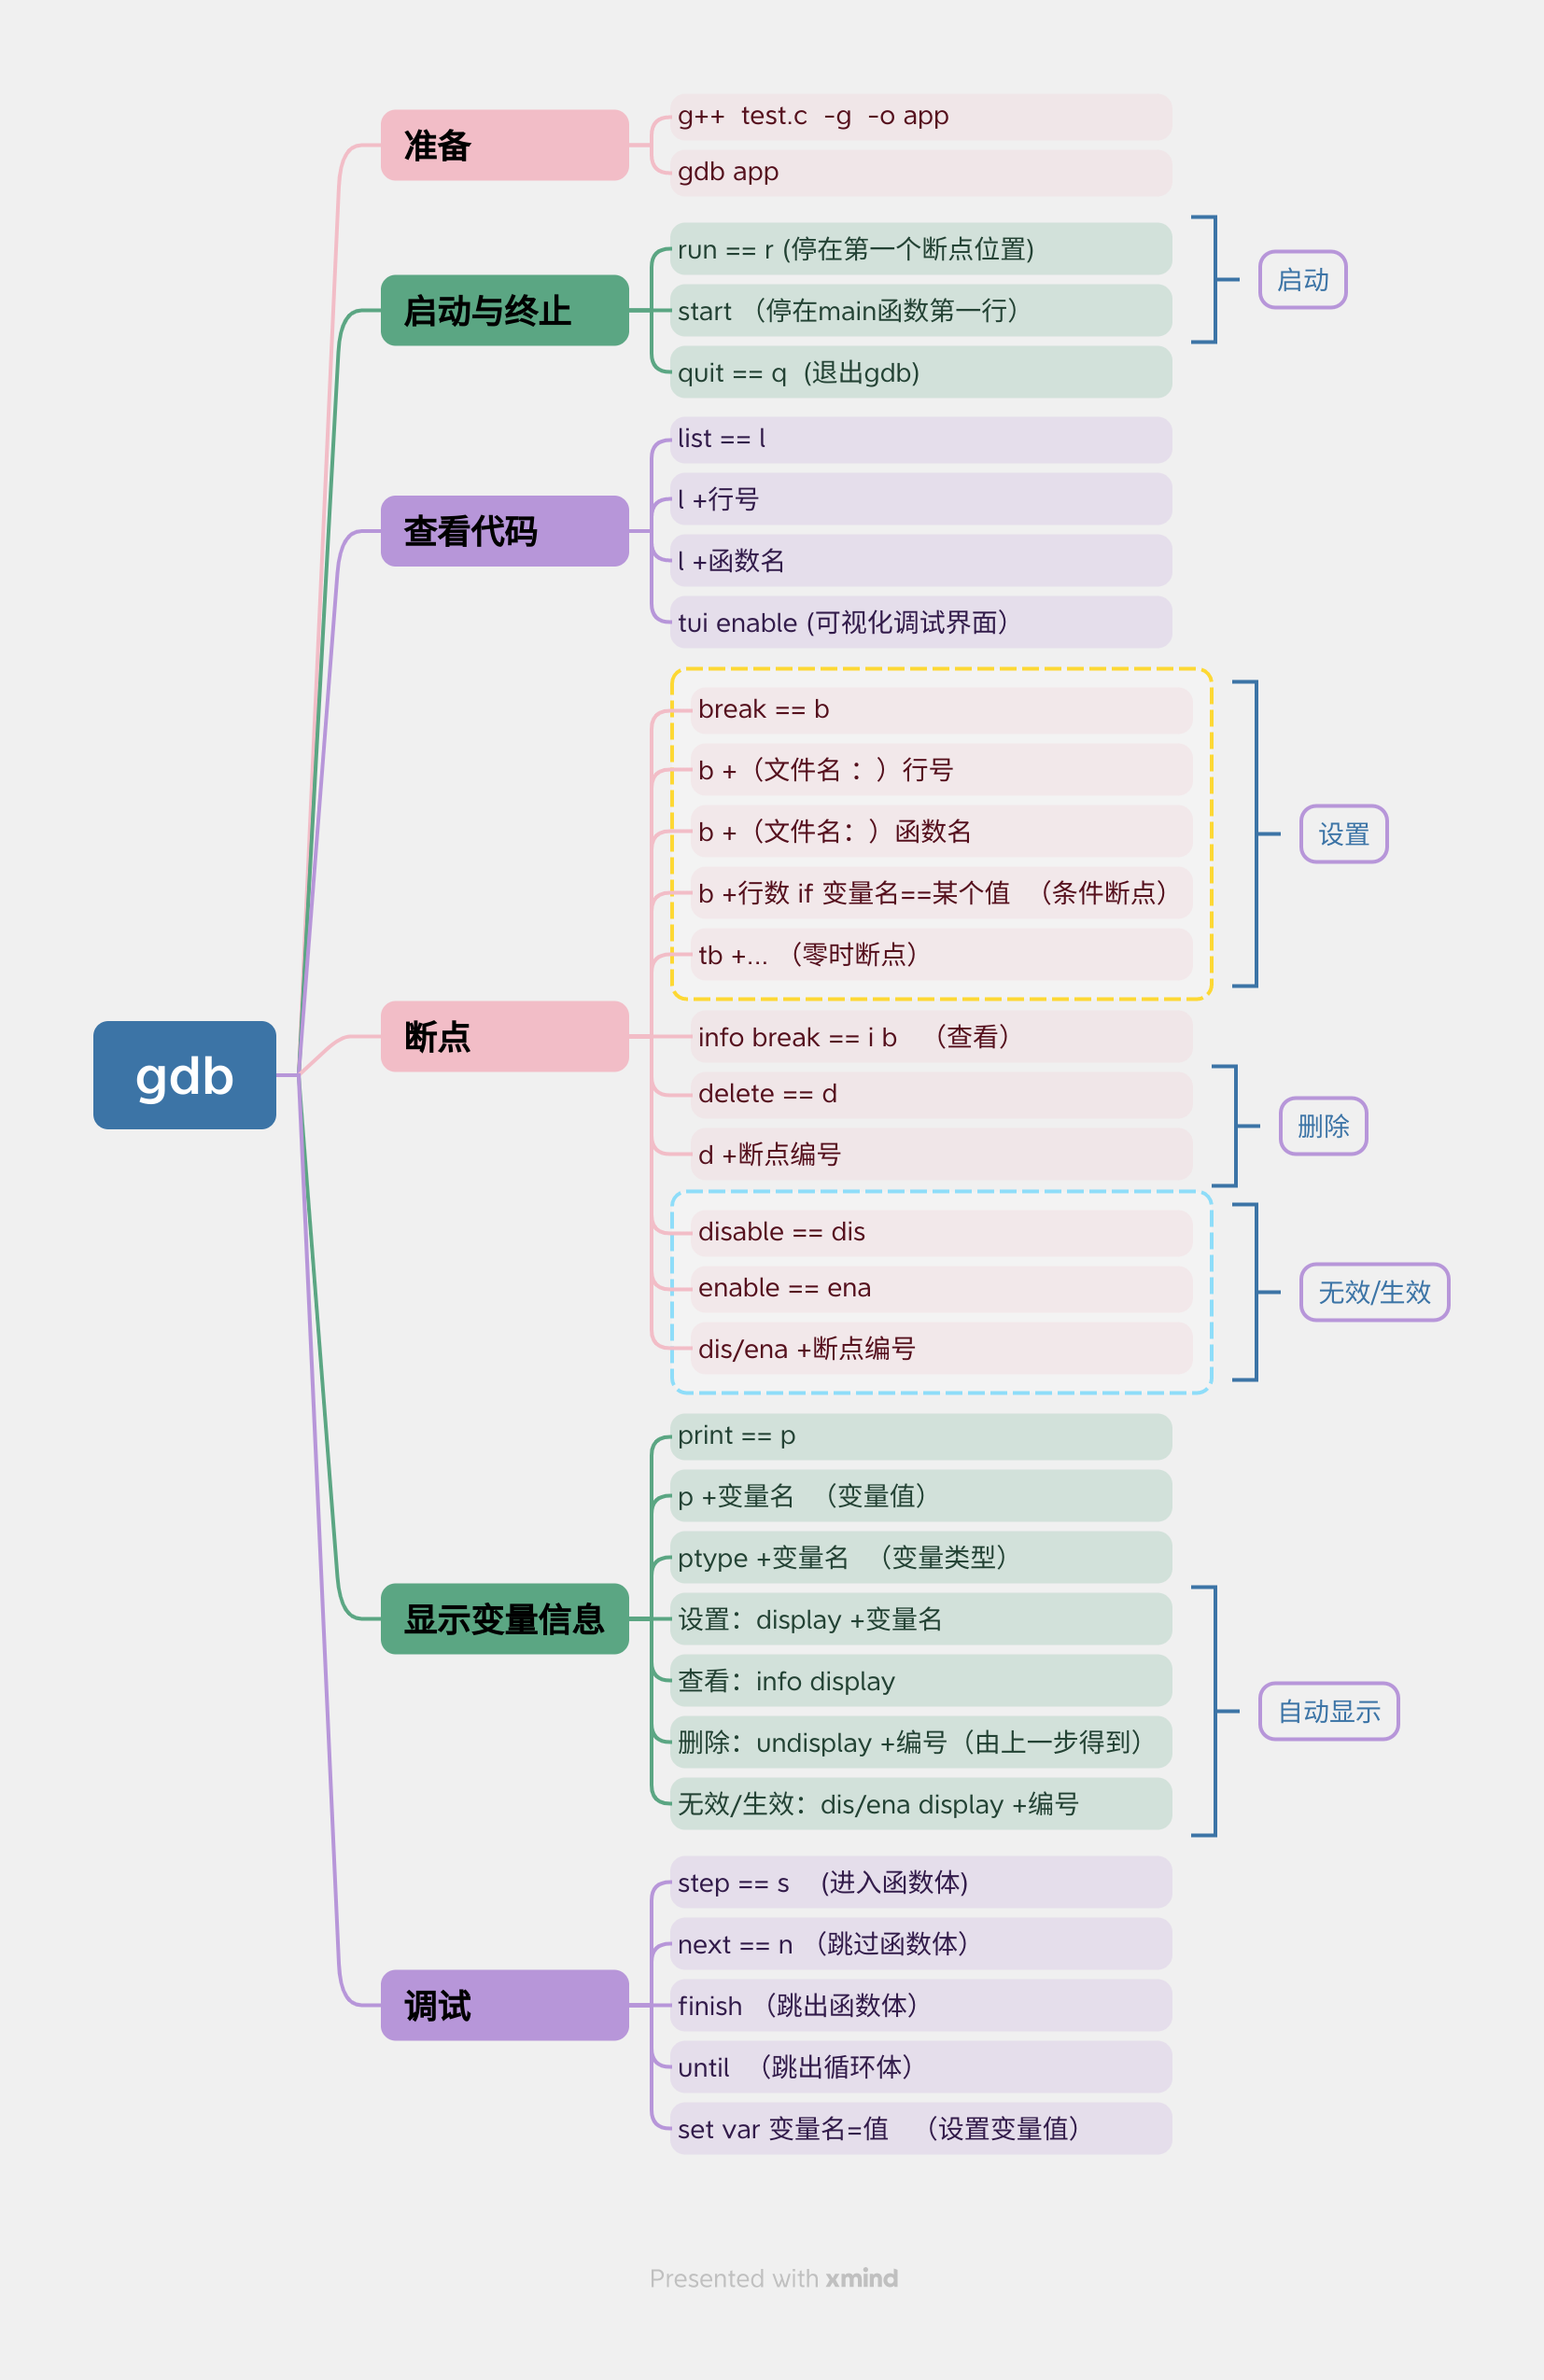 gdb
准备
g++  test.c  -g  -o app
gdb app
启动与终止
run == r (停在第一个断点位置)
start （停在main函数第一行）
quit == q  (退出gdb)
启动
查看代码
list == l
l +行号
l +函数名
tui enable (可视化调试界面）
断点
break == b
b +（文件名 ：）行号
b +（文件名：）函数名
b +行数 if 变量名==某个值  （条件断点）
tb +... （零时断点）
设置
info break == i b   （查看）
delete == d
d +断点编号
删除
disable == dis
enable == ena
dis/ena +断点编号
无效/生效
显示变量信息
print == p
p +变量名  （变量值）
ptype +变量名  （变量类型）
设置：display +变量名
查看：info display
删除：undisplay +编号（由上一步得到）
无效/生效：dis/ena display +编号
自动显示
调试
step == s    (进入函数体)
next == n （跳过函数体）
finish （跳出函数体）
until  （跳出循环体）
set var 变量名=值   （设置变量值）
Presented with xmind